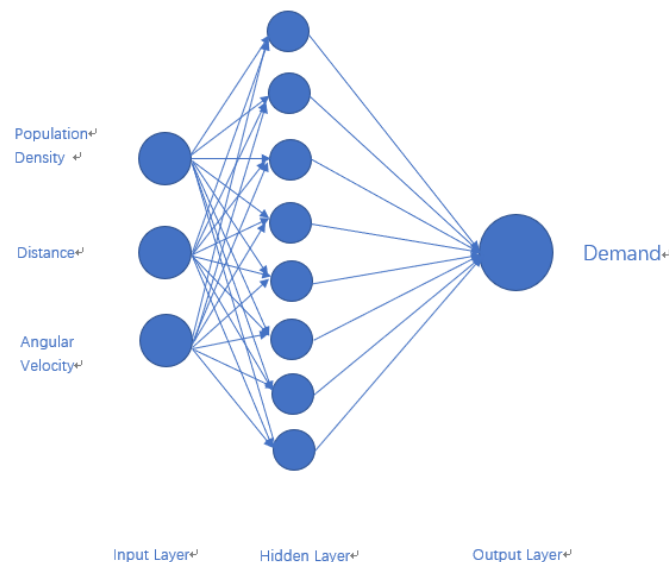 Population
Density
Distance
Angular
Velocity
Demand
Input Layer
Hidden Layer
Output Layer